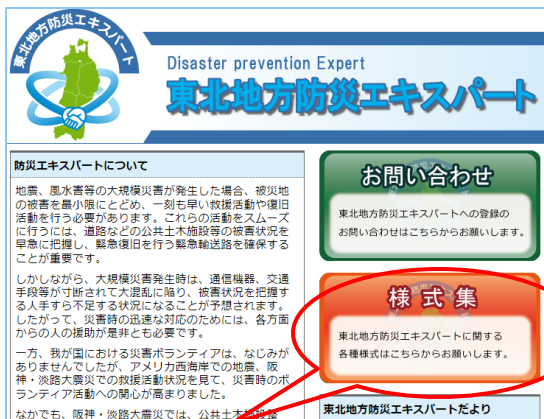 東北地方防災エキスパート
Disaster prevention Expert
東北地方防災エキスパート
防災エキスパートについて
地震、風水害等の大規模災害が発生した場合、被災地
の被害を最小限にとどめ、一刻も早い救援活動や復旧
活動を行う必要があります。これらの活動をスムーズ
に行うには、道路などの公共土木施設等の被害状況を
早急に把握し、緊急復旧を行う緊急輸送路を確保する
ことが重要です。
しかしながら、大規模災害発生時は、通信機器、交通
手段等が寸断されて大混乱に陥り、被害状況を把握す
る人手すら不足する状況になることが予想されます。
したがって、災害時の迅速な対応のためには、各方面
からの人の援助が是非とも必要です。
一方、我が国における災害ボランティアは、なじみが
ありませんでしたが、アメリカ西海岸での地震、阪
神・淡路大震災での救援活動状況を見て、災害時のボ
ランティア活動への関心が高まりました。
なかでも、阪神・淡路大震災では、公共土木施設
お問い合わせ
東北地方防災エキスパートへの登録の
お問い合わせはこちらからお願いします。
様式集
東北地方防災エキスパートに関する
各種様式はこちらからお願いします。
東北地方防災エキスパートだより